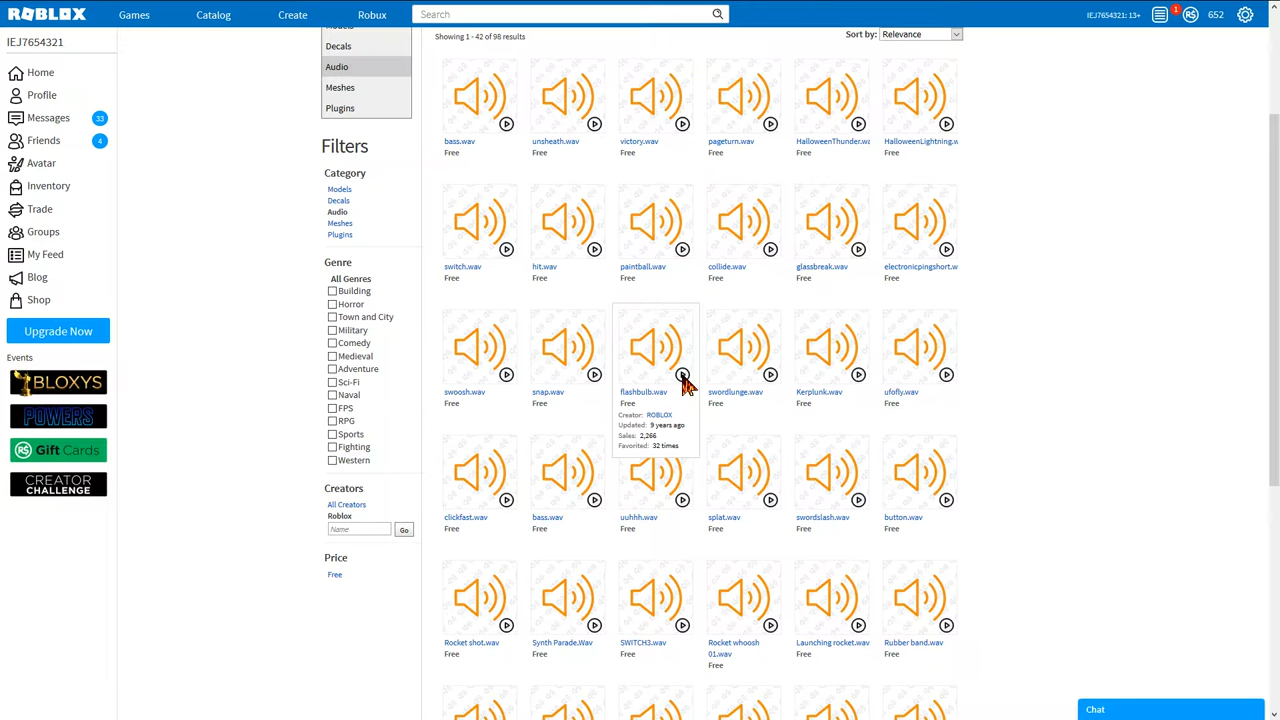 ROBLOX
Games
Catalog
Create
Robux
Search
IEJ7654321: 13+
1
652
IEJ7654321
Home
Profile
Messages
33
Friends
4
Avatar
Inventory
Trade
Groups
My Feed
Blog
Shop
Upgrade Now
Events
BLOXYS
POWERS
Gift Cards
CREATOR
CHALLENGE
Decals
Audio
Meshes
Plugins
Filters
Category
Models
Decals
Audio
Meshes
Plugins
Genre
All Genres
Building
Horror
Town and City
Military
Comedy
Medieval
Adventure
Sci-Fi
Naval
FPS
RPG
Sports
Fighting
Western
Creators
All Creators
Roblox
Name
Go
Price
Free
Showing 1 - 42 of 98 results
Sort by: Relevance
bass.wav unsheath.wav victory.wav pageturn.wav HalloweenThunder.wa HalloweenLightning.w
Free Free Free Free Free Free
switch.wav hit.wav paintball.wav collide.wav glassbreak.wav electronicpingshort.w
Free Free Free Free Free Free
swoosh.wav snap.wav flashbulb.wav swordlunge.wav Kerplunk.wav ufofly.wav
Free Free Free Free Free Free
Creator: ROBLOX
Updated: 9 years ago
Sales: 2,266
Favorited: 32 times
clickfast.wav bass.wav uuhhh.wav splat.wav swordslash.wav button.wav
Free Free Free Free Free Free
Rocket shot.wav Synth Parade.Wav SWITCH3.wav Rocket whoosh Launching rocket.wav Rubber band.wav
Free Free Free 01.wav Free Free
Free
Chat